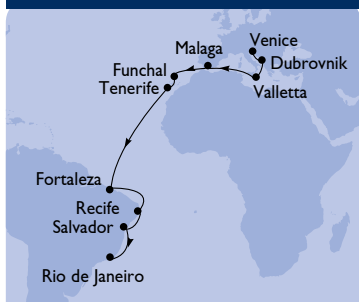 Venice
Malaga
Dubrovnik
Funchal
Tenerife
Valletta
Fortaleza
Recife
Salvador
Rio de Janeiro